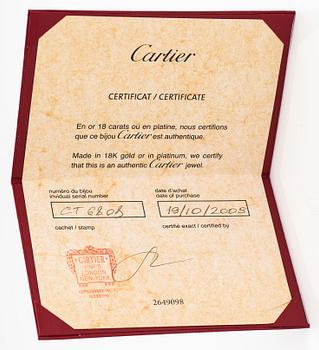 Cartier
CERTIFICAT / CERTIFICATE
En or 18 carats ou en platine, nous certifions
que ce bijou Cartier est authentique.
Made in 18K gold or in platinum, we certify
that this is an authentic Cartier jewel.
numéro du bijou
invidual serial number
date d'achat
date of purchase
CT 6808
19/10/2005
cachet / stamp
certifié exact / certified by
CARTIER
PARIS
LONDON
NEW-YORK
2649098